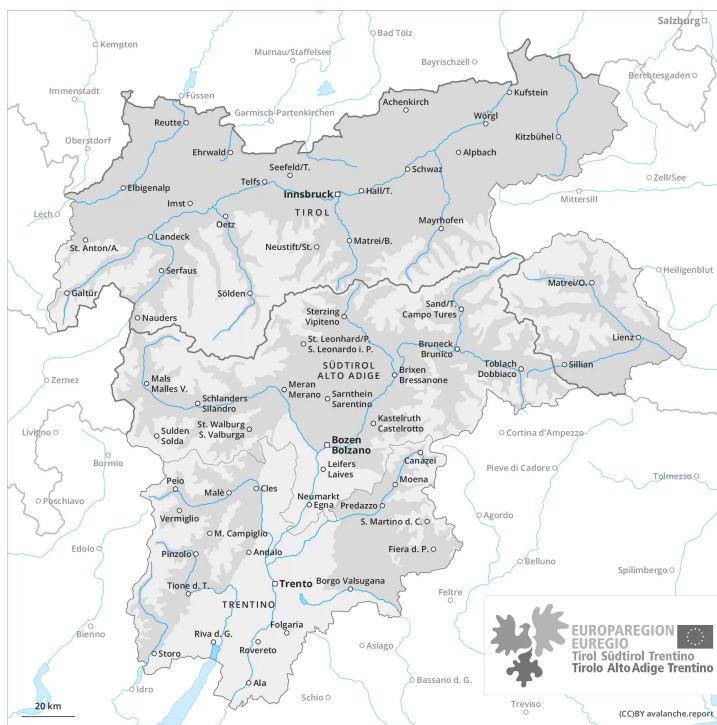 Salzburg
Kempten
Bad Tölz
Murnau/Staffelsee
Bayrischzell
Berchtesgaden
Immenstadt
Füssen
Kufstein
Achenkirch
Garmisch-Partenkirchen
Wörgl
Reutte
Kitzbühel
Oberstdorf
Ehrwald
Alpbach
Seefeld/T.
Schwaz
Zell/See
Telfs
Elbigenalp
Innsbruck
Hall/T.
Mittersill
Imst
TIROL
Lech
Oetz
Mayrhofen
Landeck
Matrei/B.
St. Anton/A.
Neustift/St.
Serfaus
Heiligenblut
Matrei/O.
Galtür
Sölden
Sand/T.
Campo Tures
Sterzing
Vipiteno
Nauders
Lienz
St. Leonhard/P.
S. Leonardo i. P.
Bruneck
Brunico
SÜDTIROL
ALTO ADIGE
Toblach
Dobbiaco
Sillian
Brixen
Bressanone
Zernez
Mals
Malles V.
Meran
Merano
Sarnthein
Sarentino
Schlanders
Silandro
Kastelruth
Castelrotto
St. Walburg
S. Valburga
Livigno
Sulden
Solda
Cortina d'Ampezzo
Bozen
Bolzano
Bormio
Canazei
Pieve di Cadore
Leifers
Laives
Tolmezzo
Peio
Malè
Cles
Moena
Poschiavo
Neumarkt
Egna
Predazzo
Vermiglio
S. Martino d. C.
Agordo
M. Campiglio
Edolo
Pinzolo
Andalo
Fiera d. P.
Belluno
Spilimbergo
Trento
Borgo Valsugana
Tione d. T.
Feltre
TRENTINO
Folgaria
Bienno
Riva d. G.
Rovereto
Asiago
Storo
Bassano d. G.
Ala
Idro
Schio
Treviso
EUROPAREGION
EUREGIO
Tirol Südtirol Trentino
Tirolo Alto Adige Trentino
20 km
(CC)BY avalanche.report